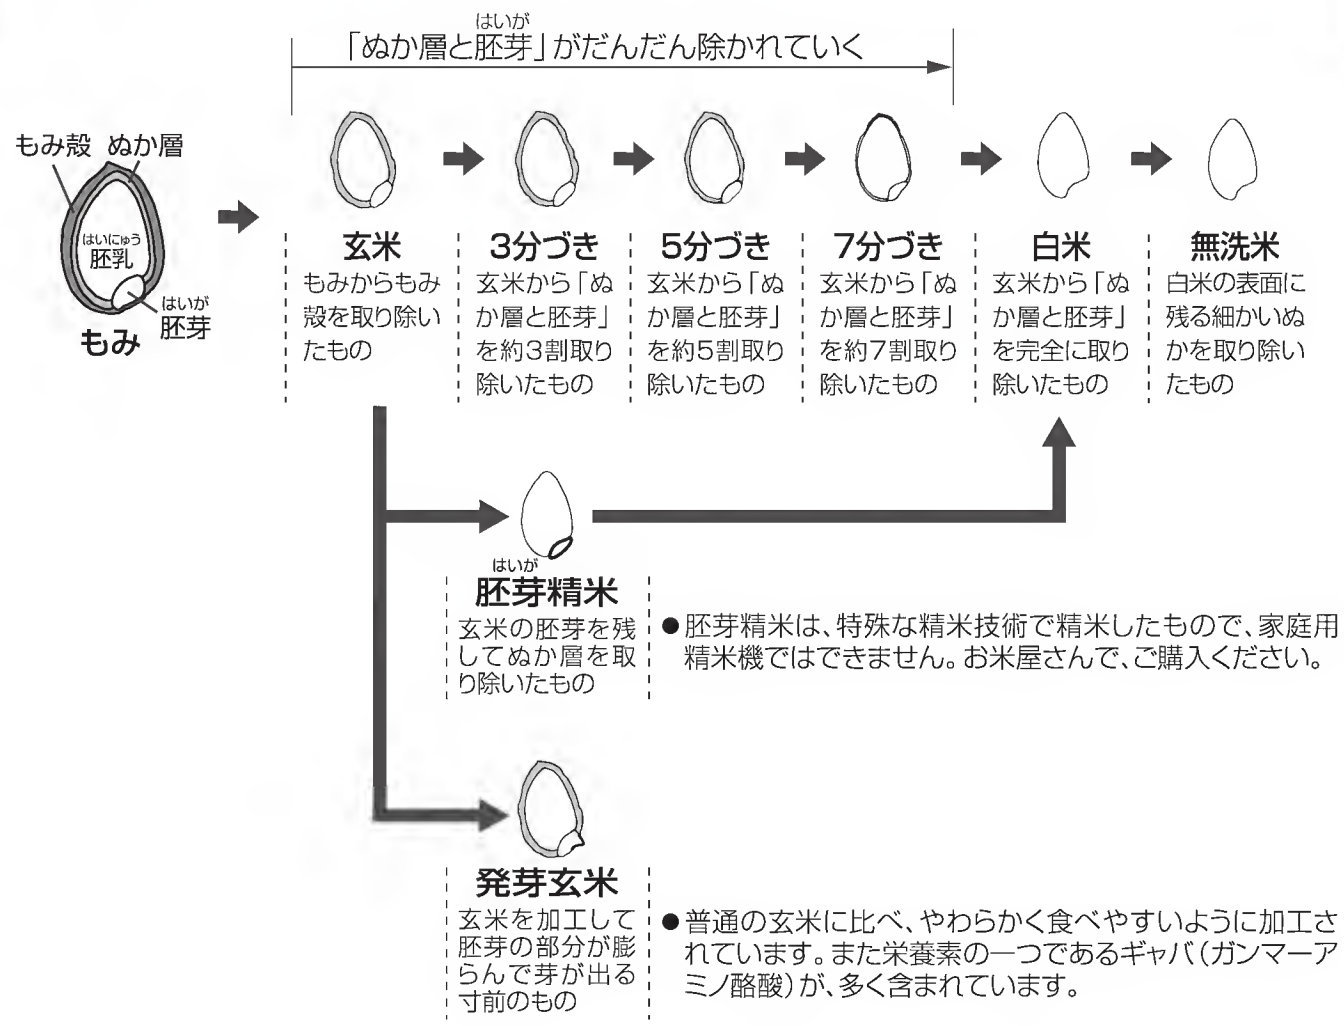 はいが
「ぬか層と胚芽」がだんだん除かれていく
もみ殻 ぬか層
はいにゅう
胚乳
はいが
胚芽
もみ
玄米
もみからもみ
殻を取り除い
たもの
3分づき
玄米から「ぬ
か層と胚芽」
を約3割取り
除いたもの
5分づき
玄米から「ぬ
か層と胚芽」
を約5割取り
除いたもの
7分づき
玄米から「ぬ
か層と胚芽」
を約7割取り
除いたもの
白米
玄米から「ぬ
か層と胚芽」
を完全に取り
除いたもの
無洗米
白米の表面に
残る細かいぬ
かを取り除い
たもの
はいが
胚芽精米
玄米の胚芽を残
してぬか層を取
り除いたもの
●胚芽精米は、特殊な精米技術で精米したもので、家庭用
精米機ではできません。お米屋さんで、ご購入ください。
発芽玄米
玄米を加工して
胚芽の部分が膨
らんで芽が出る
寸前のもの
●普通の玄米に比べ、やわらかく食べやすいように加工さ
れています。また栄養素の一つであるギャバ(ガンマーア
ミノ酪酸)が、多く含まれています。